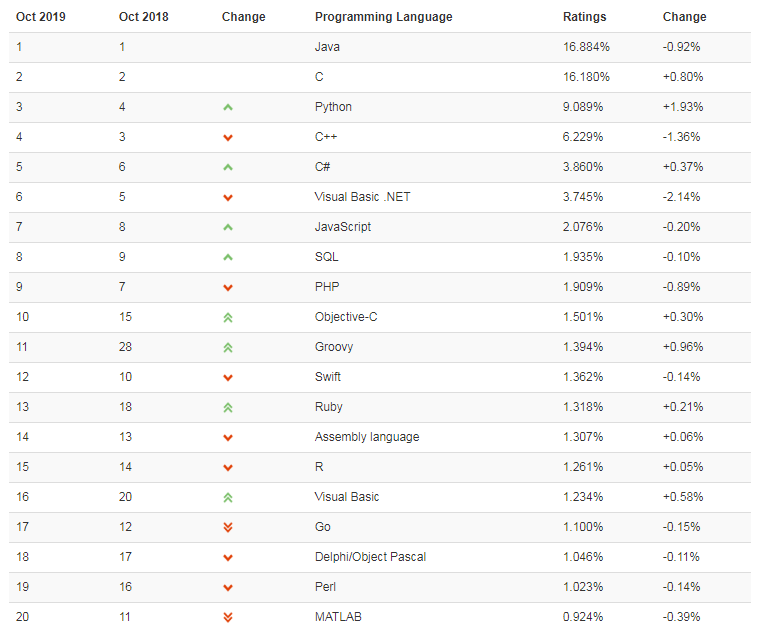 Oct 2019 Oct 2018 Change Programming Language Ratings Change
1 1 Java 16.884% -0.92%
2 2 C 16.180% +0.80%
3 4 Python 9.089% +1.93%
4 3 C++ 6.229% -1.36%
5 6 C# 3.860% +0.37%
6 5 Visual Basic .NET 3.745% -2.14%
7 8 JavaScript 2.076% -0.20%
8 9 SQL 1.935% -0.10%
9 7 PHP 1.909% -0.89%
10 15 Objective-C 1.501% +0.30%
11 28 Groovy 1.394% +0.96%
12 10 Swift 1.362% -0.14%
13 18 Ruby 1.318% +0.21%
14 13 Assembly language 1.307% +0.06%
15 14 R 1.261% +0.05%
16 20 Visual Basic 1.234% +0.58%
17 12 Go 1.100% -0.15%
18 17 Delphi/Object Pascal 1.046% -0.11%
19 16 Perl 1.023% -0.14%
20 11 MATLAB 0.924% -0.39%